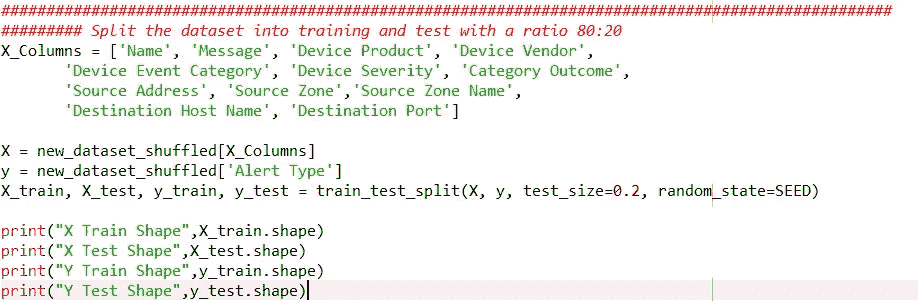 ##################################################################################################
######### Split the dataset into training and test with a ratio 80:20
X_Columns = ['Name', 'Message', 'Device Product', 'Device Vendor',
       'Device Event Category', 'Device Severity', 'Category Outcome',
       'Source Address', 'Source Zone','Source Zone Name',
       'Destination Host Name', 'Destination Port']

X = new_dataset_shuffled[X_Columns]
y = new_dataset_shuffled['Alert Type']
X_train, X_test, y_train, y_test = train_test_split(X, y, test_size=0.2, random_state=SEED)

print("X Train Shape",X_train.shape)
print("X Test Shape",X_test.shape)
print("Y Train Shape",y_train.shape)
print("Y Test Shape",y_test.shape)